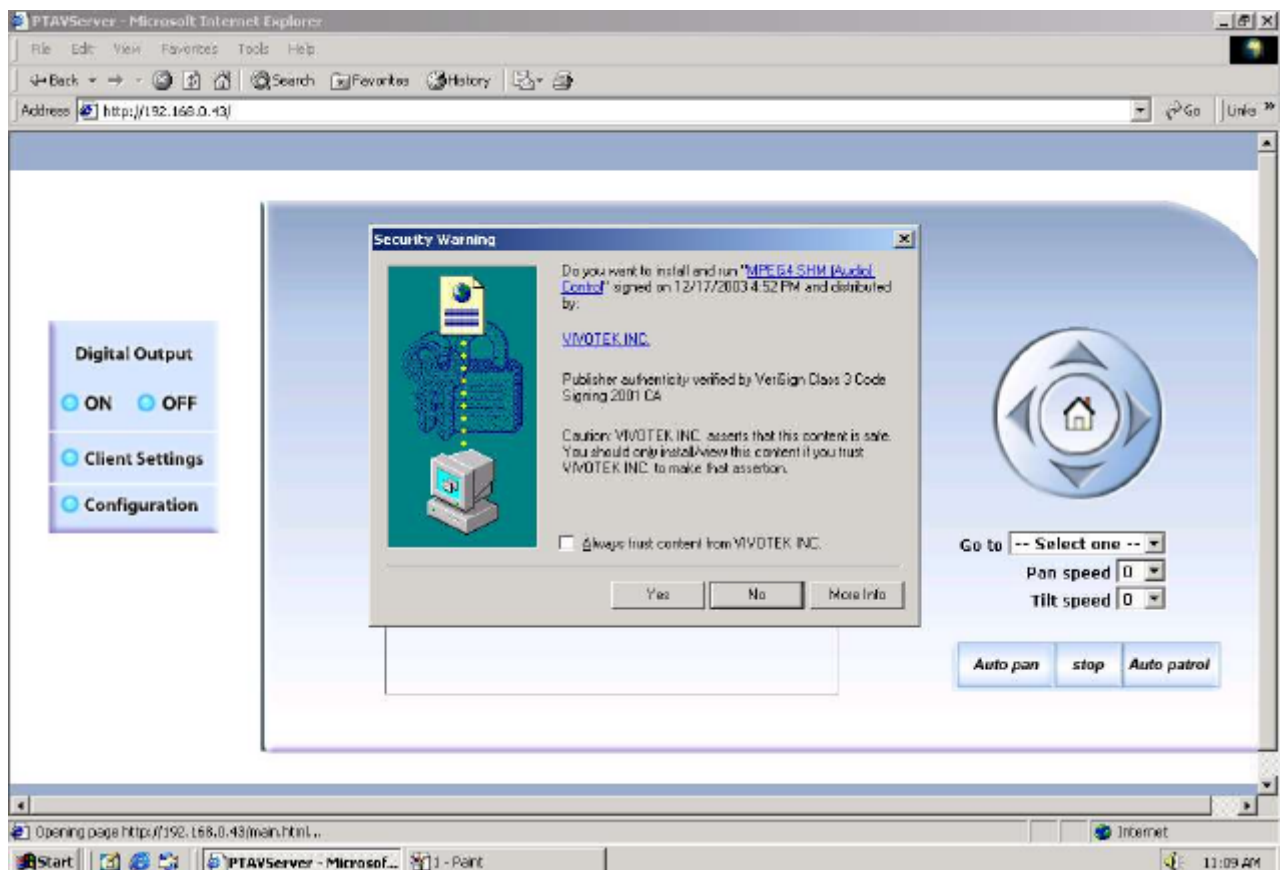 PTAVServer - Microsoft Internet Explorer
File Edit View Favorites Tools Help
Back Search Favorites History
Address http://192.168.0.43/ Go Links »
Security Warning
Do you want to install and run "MPEG4 SHM (Audio)
Control" signed on 12/17/2003 4:52 PM and distributed
by:
VIVOTEK INC.
Publisher authenticity verified by VeriSign Class 3 Code
Signing 2001 CA
Caution: VIVOTEK INC. asserts that this content is safe.
You should only install/view this content if you trust
VIVOTEK INC. to make that assertion.
Always trust content from VIVOTEK INC.
Yes No More Info
Digital Output
ON OFF
Client Settings
Configuration
Go to -- Select one --
Pan speed 0
Tilt speed 0
Auto pan stop Auto patrol
Opening page http://192.168.0.43/main.html... Internet
Start PTAVServer - Microsof... 1 - Paint 11:09 AM